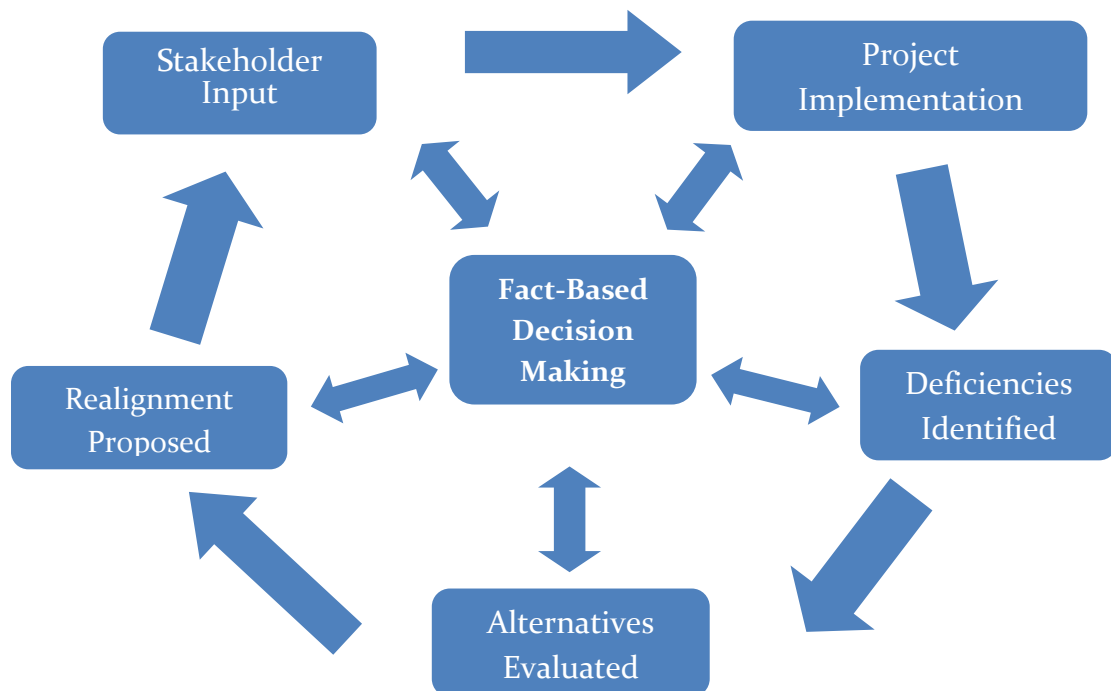 Stakeholder
Input
Project
Implementation
Fact-Based
Decision
Making
Realignment
Proposed
Deficiencies
Identified
Alternatives
Evaluated